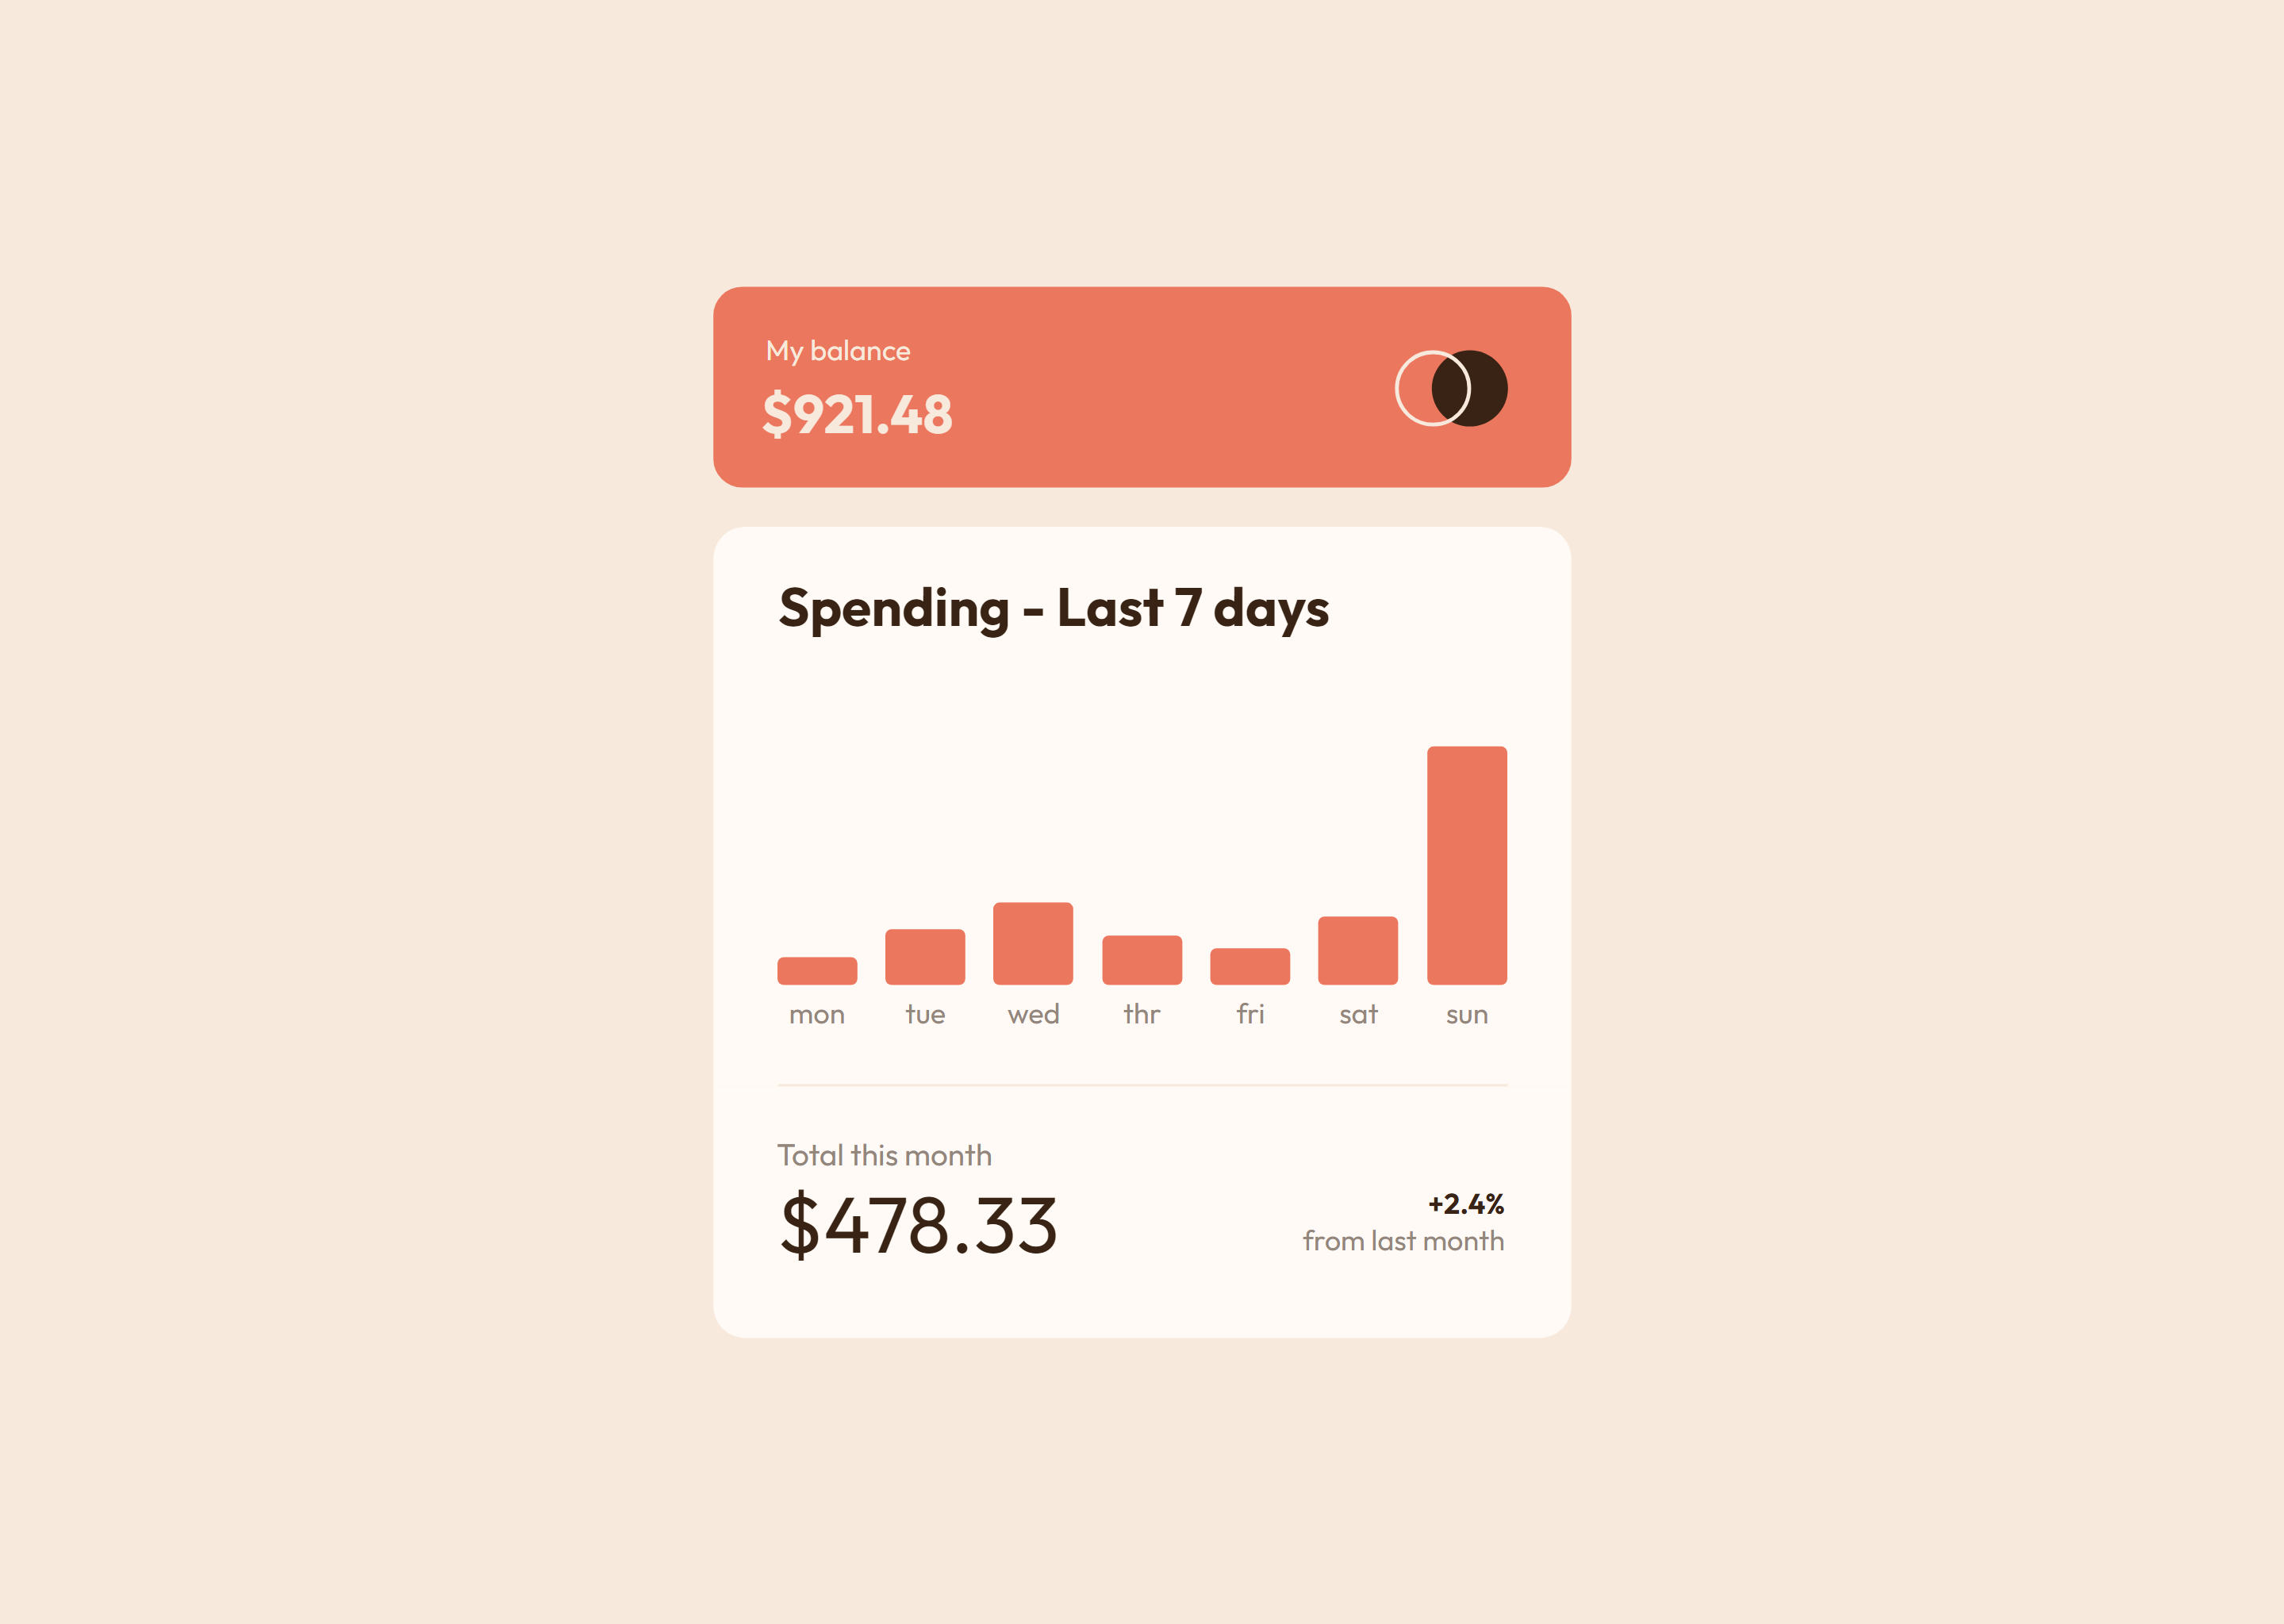 My balance
$921.48
Spending - Last 7 days
mon tue wed thr fri sat sun
Total this month
$478.33
+2.4%
from last month